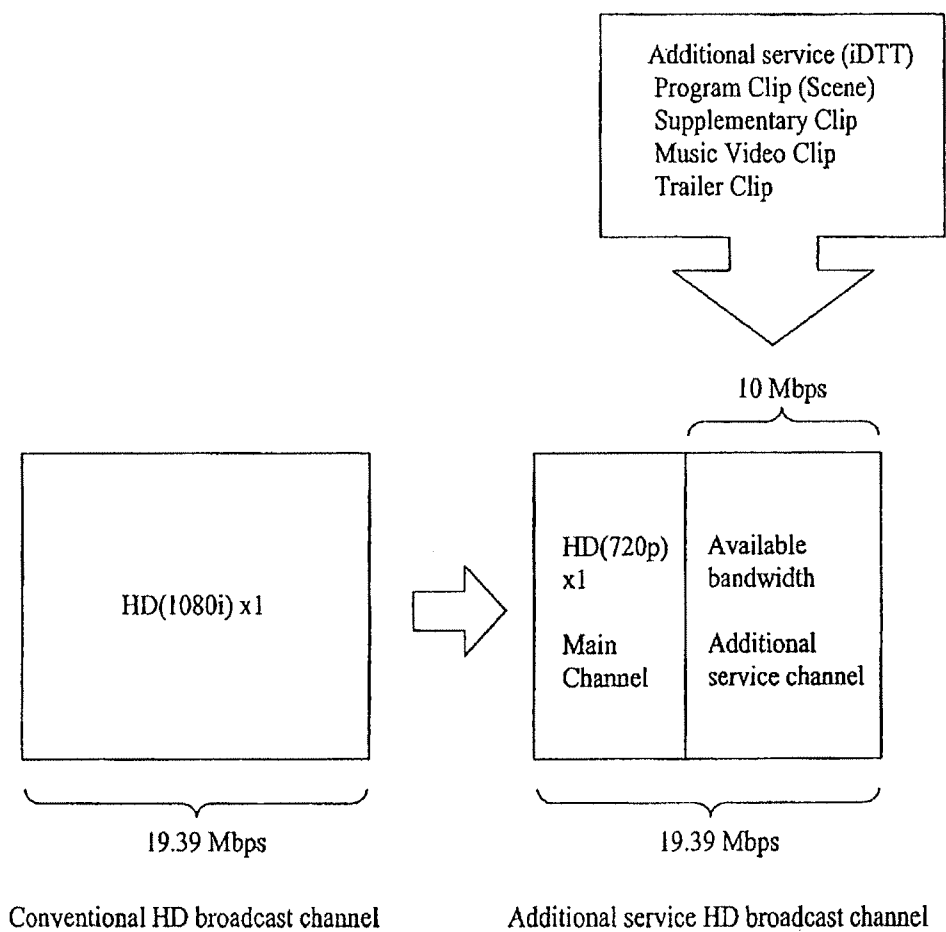 Additional service (iDTT)
Program Clip (Scene)
Supplementary Clip
Music Video Clip
Trailer Clip
10 Mbps
HD(1080i) x1
HD(720p)
x1
Main
Channel
Available
bandwidth
Additional
service channel
19.39 Mbps
19.39 Mbps
Conventional HD broadcast channel
Additional service HD broadcast channel